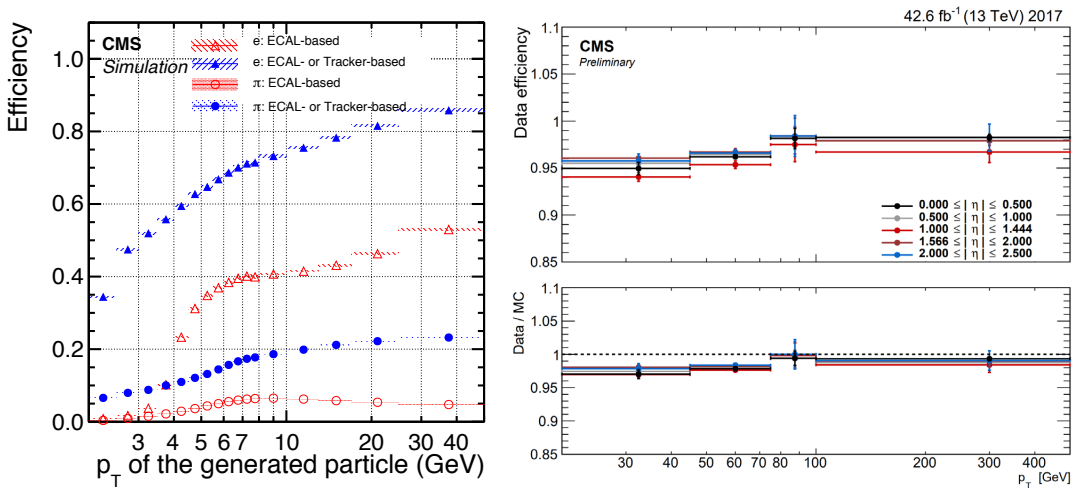 CMS
Simulation
e: ECAL-based
e: ECAL- or Tracker-based
π: ECAL-based
π: ECAL- or Tracker-based
Efficiency
1.0
0.8
0.6
0.4
0.2
0.0
3 4 5 6 7 10 20 30 40
pT of the generated particle (GeV)
42.6 fb-1 (13 TeV) 2017
CMS
Preliminary
Data efficiency
1.1
1.05
1
0.95
0.9
0.85
0.000 ≤ | η | ≤ 0.500
0.500 ≤ | η | ≤ 1.000
1.000 ≤ | η | ≤ 1.444
1.566 ≤ | η | ≤ 2.000
2.000 ≤ | η | ≤ 2.500
Data / MC
1.1
1.05
1
0.95
0.9
0.85
30 40 50 60 70 80 100 200 300 400
pT [GeV]